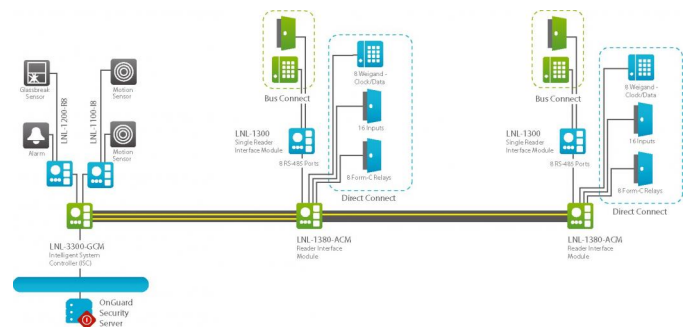 Glassbreak
Sensor
LNL-1200-R8
Alarm
LNL-1100-I8
Motion
Sensor
Motion
Sensor
LNL-3300-GCM
Intelligent System
Controller (ISC)
OnGuard
Security
Server
Bus Connect
LNL-1300
Single Reader
Interface Module
8 RS-485 Ports
8 Weigand -
Clock/Data
16 Inputs
8 Form-C Relays
Direct Connect
LNL-1380-ACM
Reader Interface
Module
Bus Connect
LNL-1300
Single Reader
Interface Module
8 RS-485 Ports
8 Weigand -
Clock/Data
16 Inputs
8 Form-C Relays
Direct Connect
LNL-1380-ACM
Reader Interface
Module